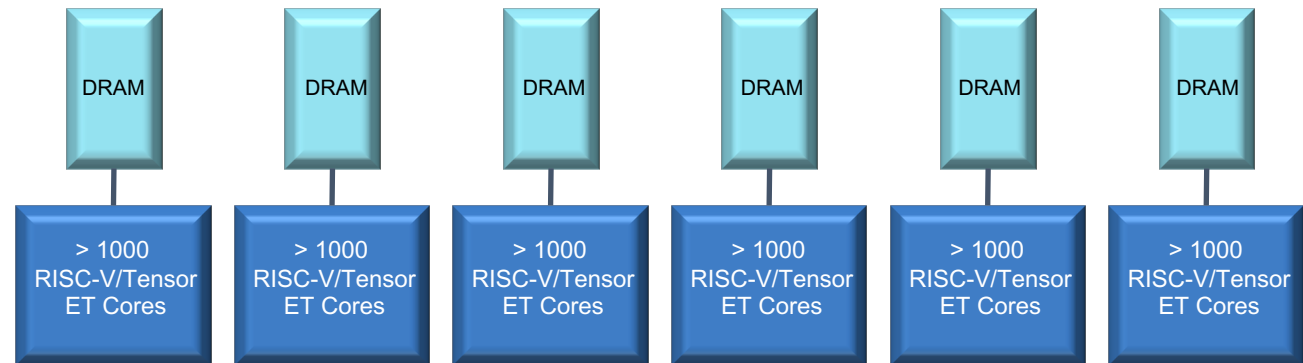 DRAM
DRAM
DRAM
DRAM
DRAM
DRAM
> 1000
RISC-V/Tensor
ET Cores
> 1000
RISC-V/Tensor
ET Cores
> 1000
RISC-V/Tensor
ET Cores
> 1000
RISC-V/Tensor
ET Cores
> 1000
RISC-V/Tensor
ET Cores
> 1000
RISC-V/Tensor
ET Cores